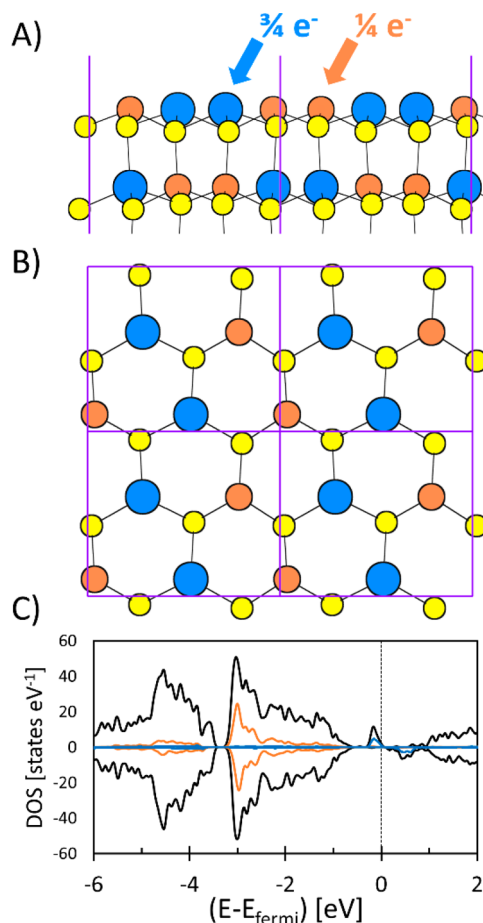 A)
¾ e⁻
¼ e⁻
B)
C)
60
40
20
0
-20
-40
-60
DOS [states eV⁻¹]
-6
-4
-2
0
2
(E-E_fermi) [eV]